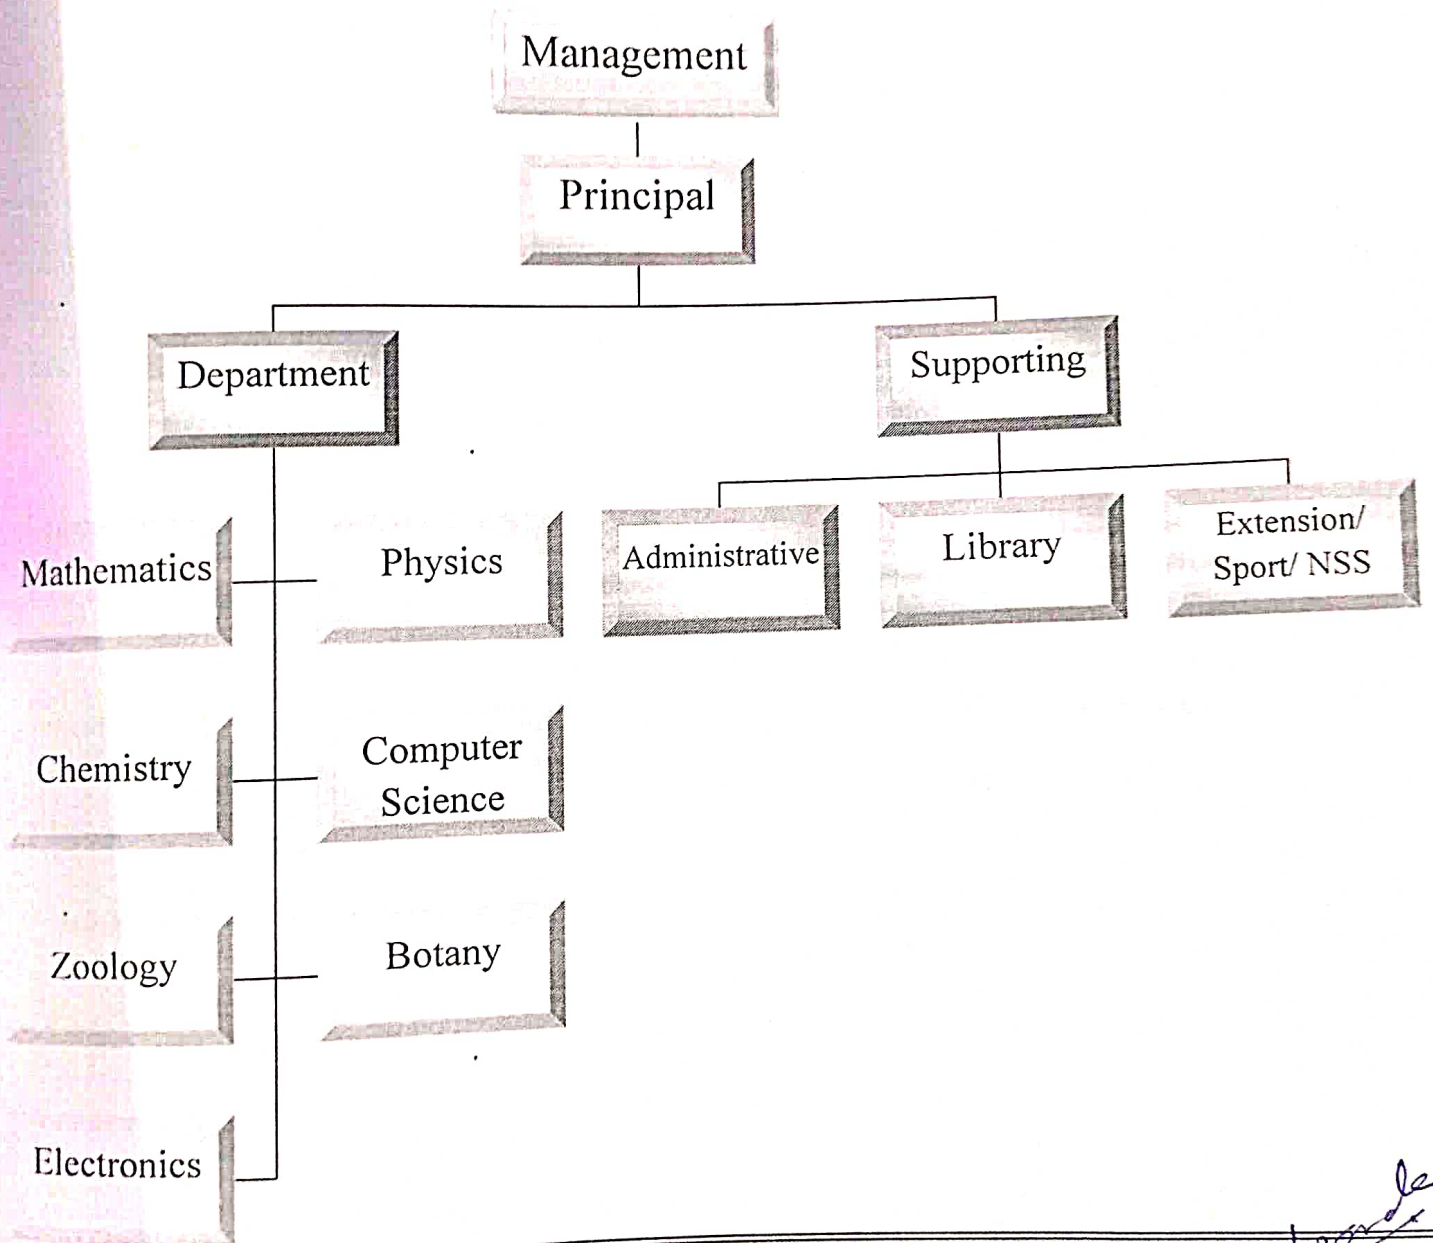 Management
Principal
Department
Supporting
Mathematics
Physics
Administrative
Library
Extension/
Sport/ NSS
Chemistry
Computer
Science
Zoology
Botany
Electronics